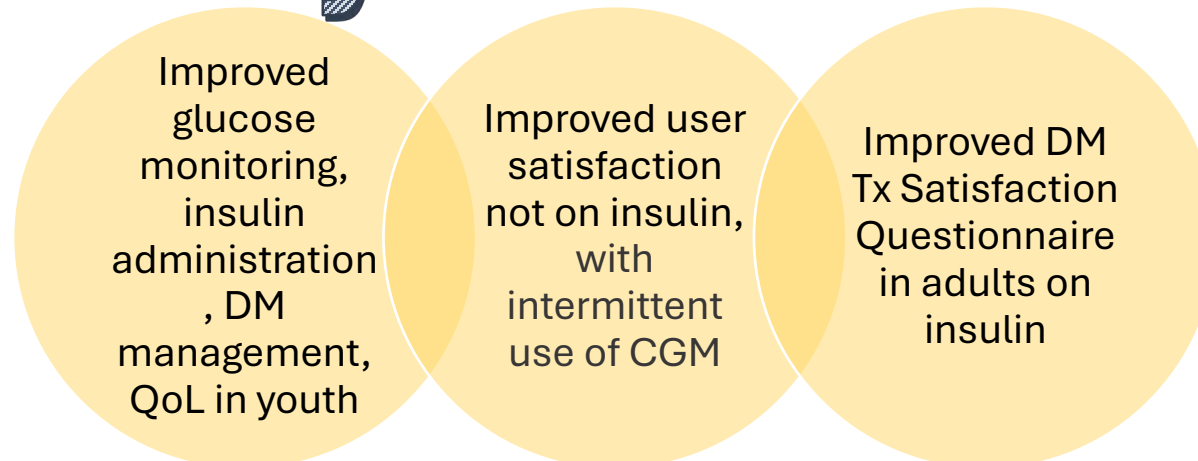 Improved
glucose
monitoring,
insulin
administration
, DM
management,
QoL in youth
Improved user
satisfaction
not on insulin,
with
intermittent
use of CGM
Improved DM
Tx Satisfaction
Questionnaire
in adults on
insulin